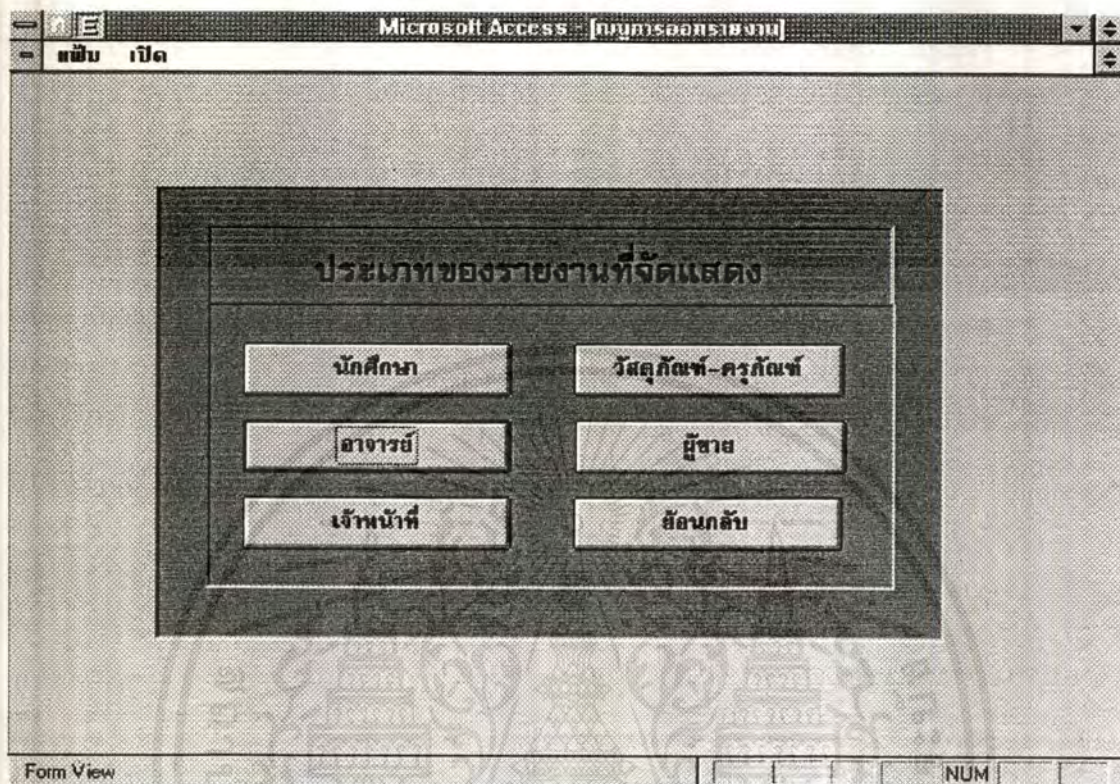 Microsoft Access - [เมนูการออกรายงาน]
แฟ้ม เปิด
ประเภทของรายงานที่จัดแสดง
นักศึกษา วัสดุภัณฑ์-ครุภัณฑ์
อาจารย์ ผู้ขาย
เจ้าหน้าที่ ย้อนกลับ
Form View NUM